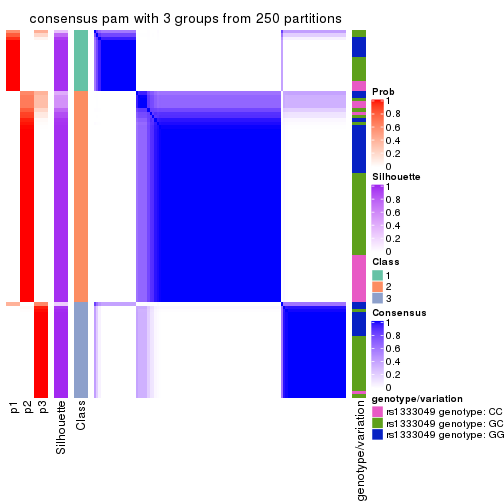 consensus pam with 3 groups from 250 partitions
Prob
1
0.8
0.6
0.4
0.2
0
Silhouette
1
0.8
0.6
0.4
0.2
0
Class
1
2
3
Consensus
1
0.8
0.6
0.4
0.2
0
genotype/variation
rs1333049 genotype: CC
rs1333049 genotype: GC
rs1333049 genotype: GG
p1
p2
p3
Silhouette
Class
genotype/variation